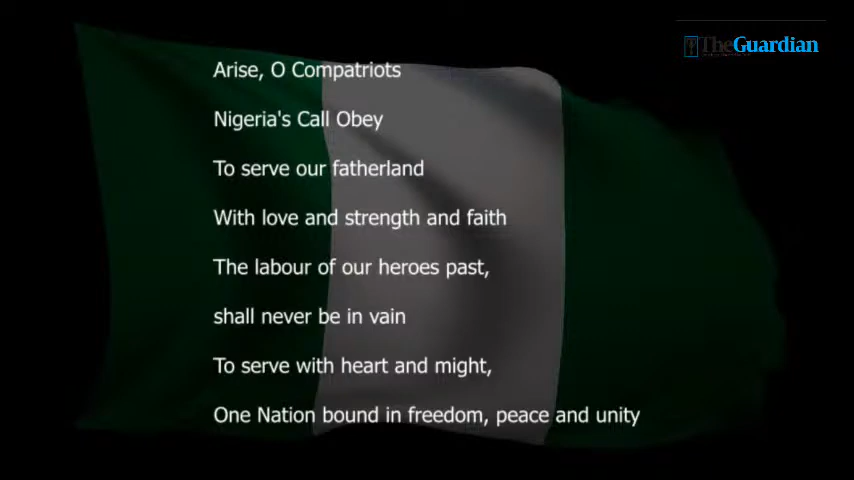 TheGuardian
Arise, O Compatriots
Nigeria's Call Obey
To serve our fatherland
With love and strength and faith
The labour of our heroes past,
shall never be in vain
To serve with heart and might,
One Nation bound in freedom, peace and unity